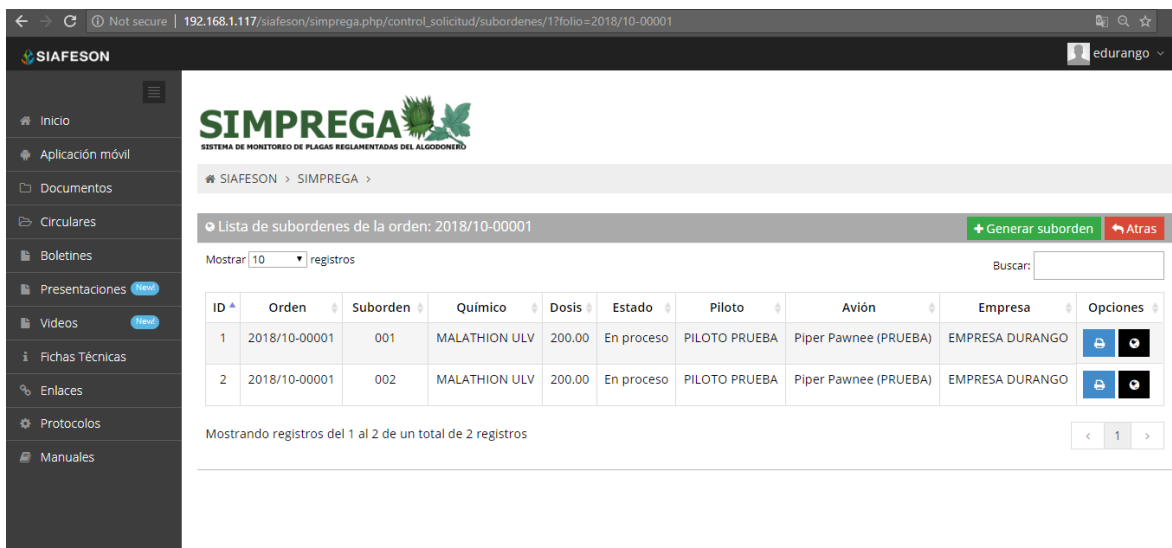 Not secure | 192.168.1.117/siafeson/simprega.php/control_solicitud/subordenes/1?folio=2018/10-00001
SIAFESON
edurango
Inicio
Aplicación móvil
Documentos
Circulares
Boletines
Presentaciones New!
Videos New!
Fichas Técnicas
Enlaces
Protocolos
Manuales
SIMPREGA
SISTEMA DE MONITOREO DE PLAGAS REGLAMENTADAS DEL ALGODONERO
SIAFESON > SIMPREGA >
Lista de subordenes de la orden: 2018/10-00001
Generar suborden Atras
Mostrar 10 registros
Buscar:
ID Orden Suborden Químico Dosis Estado Piloto Avión Empresa Opciones
1 2018/10-00001 001 MALATHION ULV 200.00 En proceso PILOTO PRUEBA Piper Pawnee (PRUEBA) EMPRESA DURANGO
2 2018/10-00001 002 MALATHION ULV 200.00 En proceso PILOTO PRUEBA Piper Pawnee (PRUEBA) EMPRESA DURANGO
Mostrando registros del 1 al 2 de un total de 2 registros
< 1 >